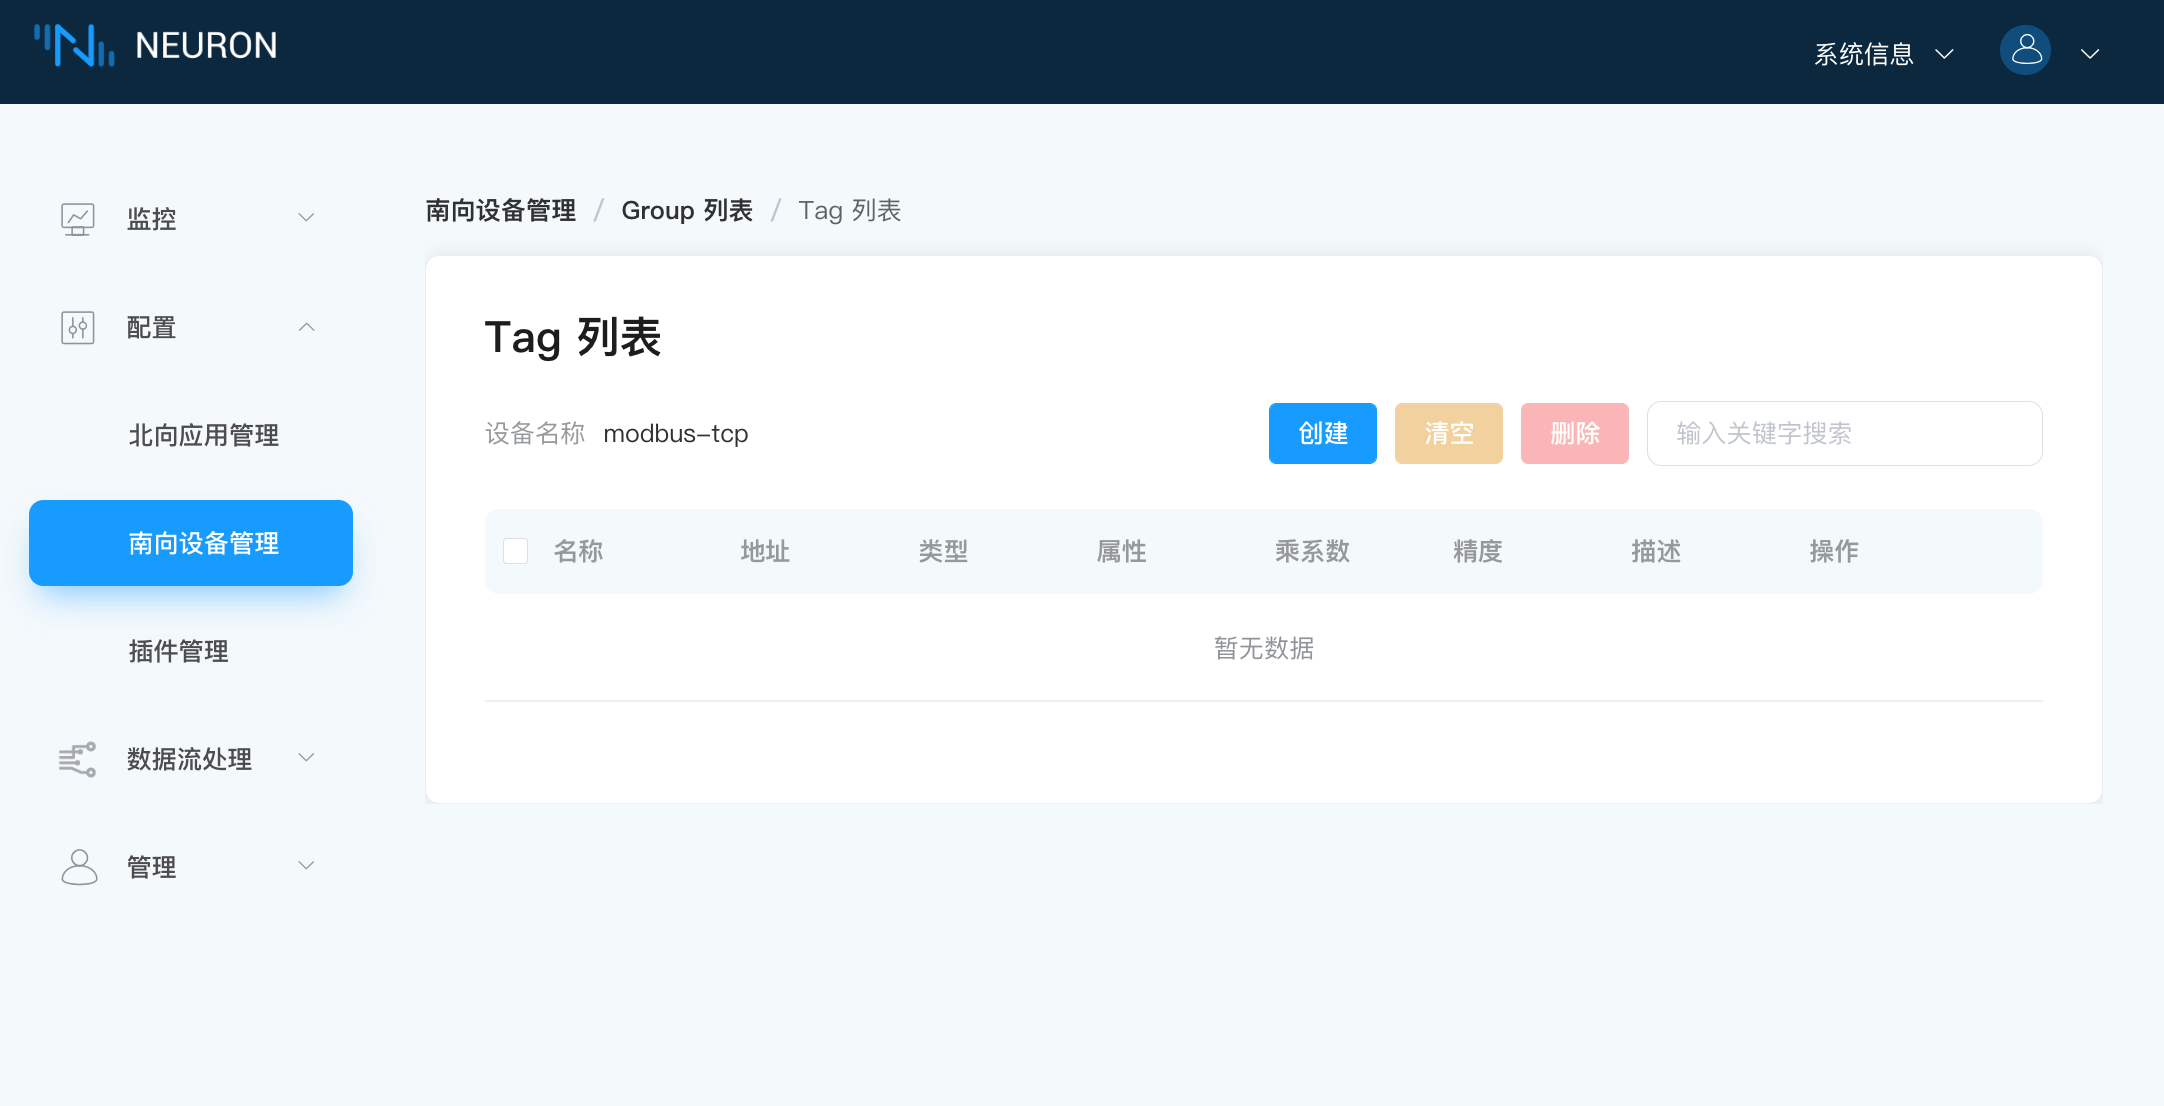 NEURON
系统信息
监控
配置
北向应用管理
南向设备管理
插件管理
数据流处理
管理
南向设备管理 / Group 列表 / Tag 列表
Tag 列表
设备名称 modbus-tcp
创建 清空 删除 输入关键字搜索
名称 地址 类型 属性 乘系数 精度 描述 操作
暂无数据